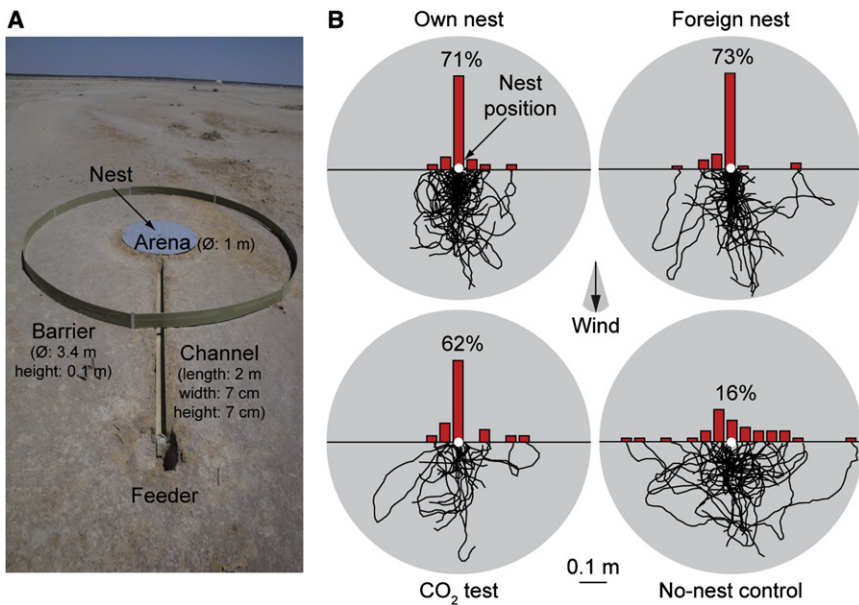 A
Nest
Arena (Ø: 1 m)
Barrier
(Ø: 3.4 m
height: 0.1 m)
Channel
(length: 2 m
width: 7 cm
height: 7 cm)
Feeder
B
Own nest
Foreign nest
71%
73%
Nest
position
Wind
62%
16%
0.1 m
CO₂ test
No-nest control